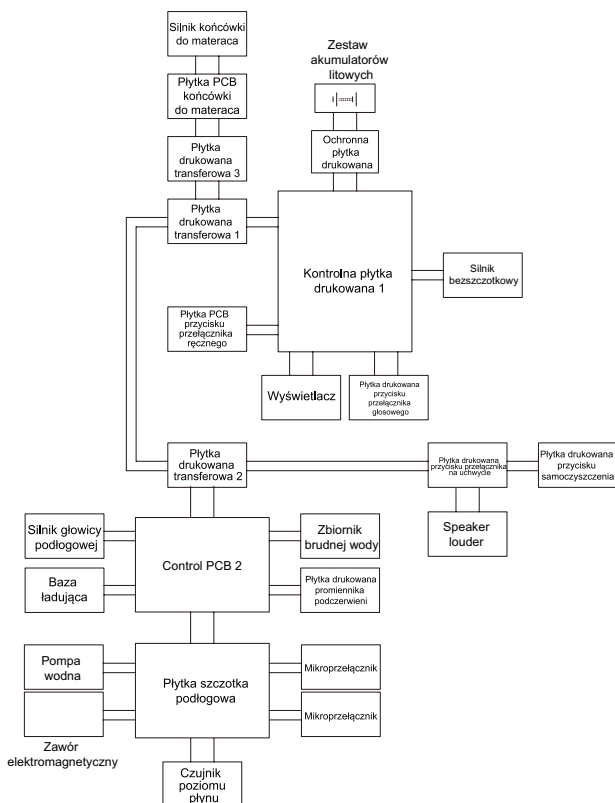 Silnik końcówki
do materaca
Zestaw
akumulatorów
litowych
Płytka PCB
końcówki
do materaca
Ochronna
płytka
drukowana
Płytka
drukowana
transferowa 3
Płytka
drukowana
transferowa 1
Kontrolna płytka
drukowana 1
Silnik
bezszczotkowy
Płytka PCB
przycisku
przełącznika
ręcznego
Wyświetlacz
Płytka drukowana
przycisku
przełącznika
głosowego
Płytka
drukowana
transferowa 2
Płytka drukowana
przycisku przełącznika
na uchwycie
Płytka drukowana
przycisku
samoczyszczenia
Speaker
louder
Silnik głowicy
podłogowej
Control PCB 2
Zbiornik
brudnej wody
Baza
ładująca
Płytka drukowana
promiennika
podczerwieni
Pompa
wodna
Płytka szczotka
podłogowa
Mikroprzełącznik
Mikroprzełącznik
Zawór
elektromagnetyczny
Czujnik
poziomu
płynu